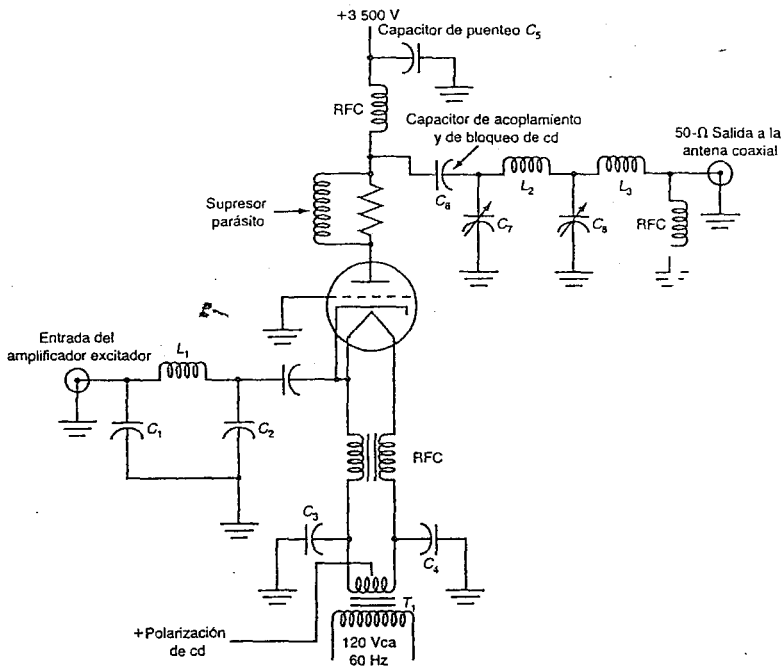 +3 500 V
Capacitor de puenteo C5
RFC
Capacitor de acoplamiento
y de bloqueo de cd
50-Ω Salida a la
antena coaxial
L2
L3
C6
Supresor
parásito
C7
C8
RFC
Entrada del
amplificador excitador
L1
C1
C2
RFC
C3
C4
T1
+Polarización
de cd
120 Vca
60 Hz